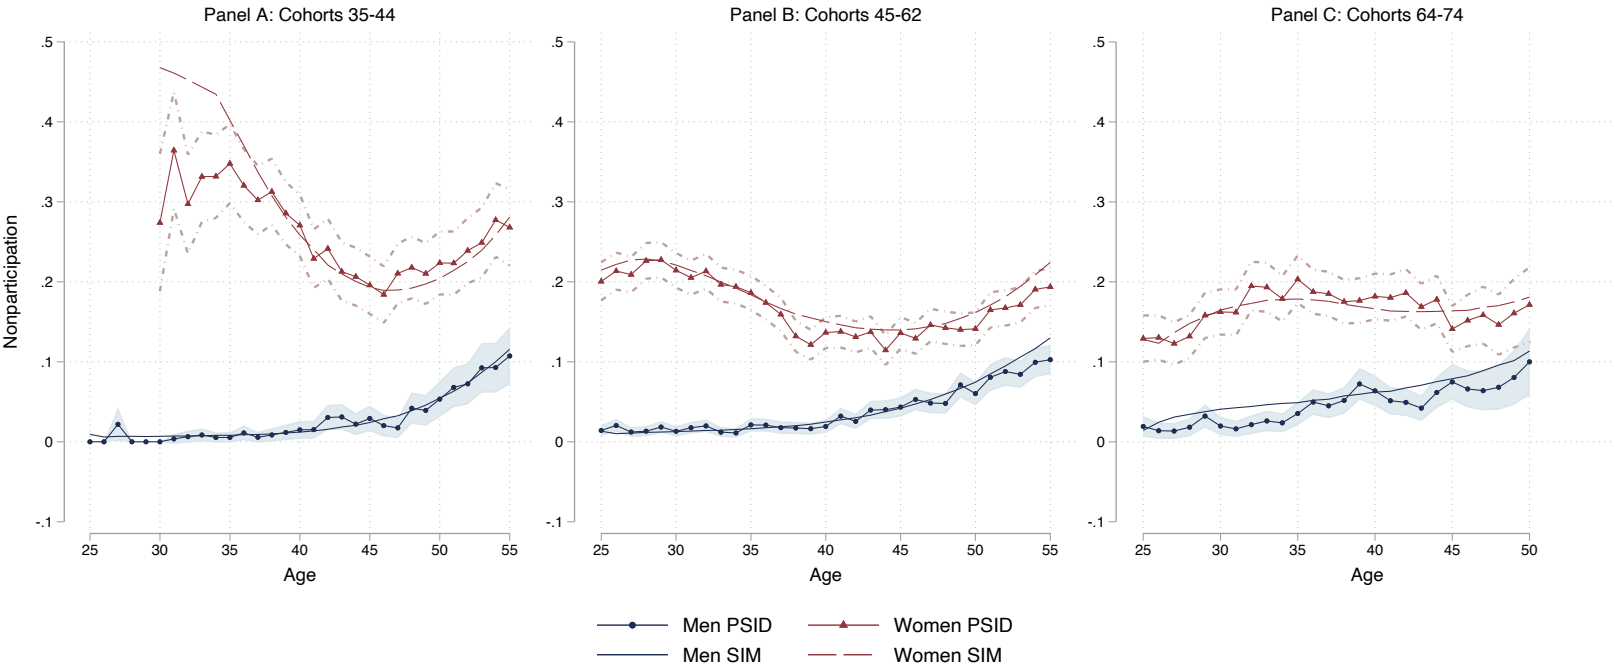 Panel A: Cohorts 35-44
Panel B: Cohorts 45-62
Panel C: Cohorts 64-74
Nonparticipation
.5
.4
.3
.2
.1
0
-.1
25 30 35 40 45 50 55
Age
.5
.4
.3
.2
.1
0
-.1
25 30 35 40 45 50 55
Age
.5
.4
.3
.2
.1
0
-.1
25 30 35 40 45 50
Age
Men PSID Women PSID
Men SIM Women SIM